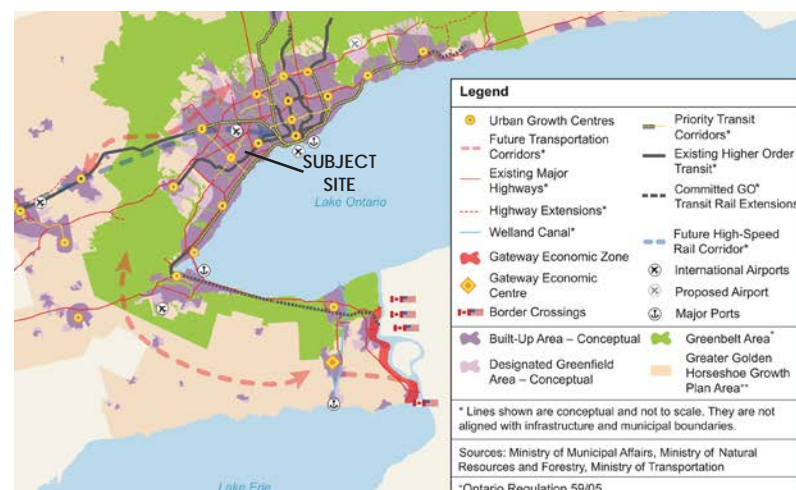 SUBJECT
SITE
Lake Ontario
Lake Erie
Legend
Urban Growth Centres
Future Transportation
Corridors*
Existing Major
Highways*
Highway Extensions*
Welland Canal*
Gateway Economic Zone
Gateway Economic
Centre
Border Crossings
Priority Transit
Corridors*
Existing Higher Order
Transit*
Committed GO*
Transit Rail Extensions
Future High-Speed
Rail Corridor*
International Airports
Proposed Airport
Major Ports
Built-Up Area – Conceptual
Designated Greenfield
Area – Conceptual
Greenbelt Area+
Greater Golden
Horseshoe Growth
Plan Area++
* Lines shown are conceptual and not to scale. They are not
aligned with infrastructure and municipal boundaries.
Sources: Ministry of Municipal Affairs, Ministry of Natural
Resources and Forestry, Ministry of Transportation
+Ontario Regulation 59/05